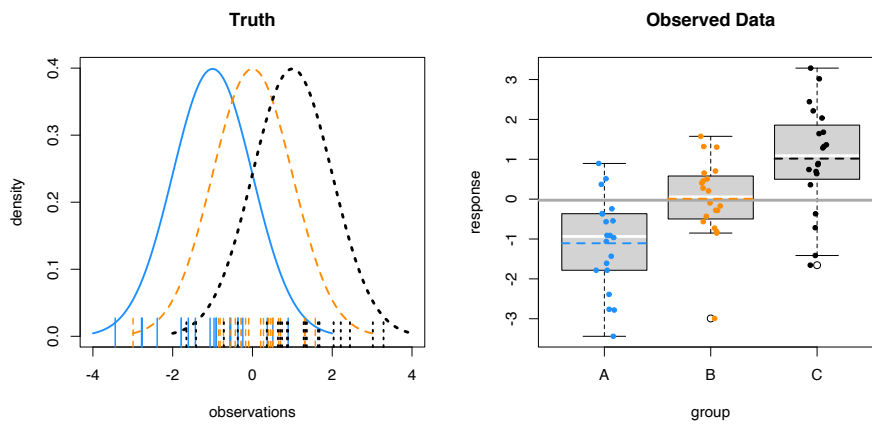 Truth
density
0.0
0.1
0.2
0.3
0.4
-4
-2
0
2
4
observations
Observed Data
response
3
2
1
0
-1
-2
-3
A
B
C
group